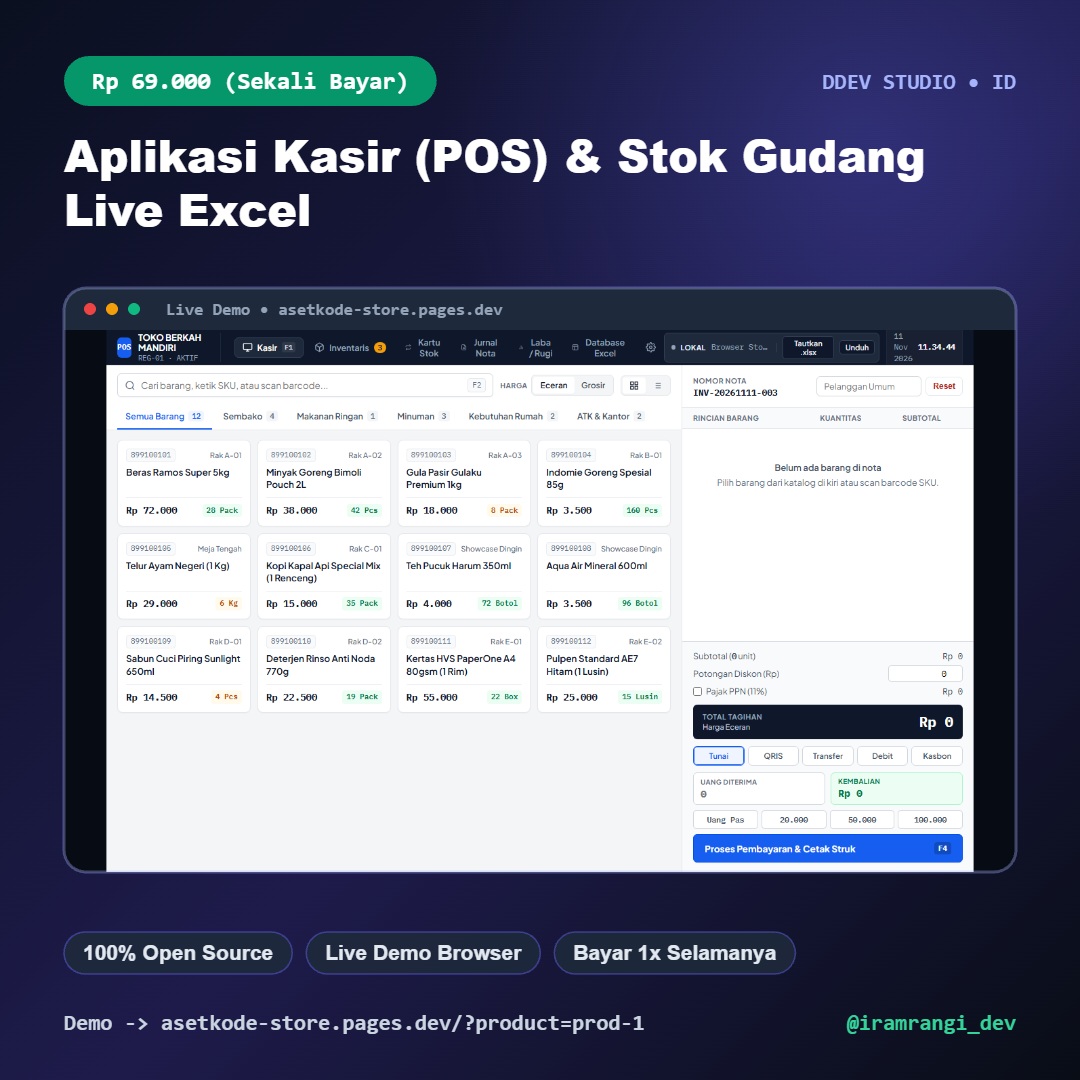 Rp 69.000 (Sekali Bayar)
DDEV STUDIO • ID
Aplikasi Kasir (POS) & Stok Gudang
Live Excel
Live Demo • asetkode-store.pages.dev
POS
TOKO BERKAH
MANDIRI
REG-01 - AKTIF
Kasir F1
Inventaris 3
Kartu
Stok
Jurnal
Nota
Laba
/Rugi
Database
Excel
LOKAL Browser Sto…
Tautkan
.xlsx
Unduh
11
Nov
2026
11.34.44
Cari barang, ketik SKU, atau scan barcode... F2
HARGA Eceran Grosir
Semua Barang 12 Sembako 4 Makanan Ringan 1 Minuman 3 Kebutuhan Rumah 2 ATK & Kantor 2
899100101 Rak A-01
Beras Ramos Super 5kg
Rp 72.000 28 Pack
899100102 Rak A-02
Minyak Goreng Bimoli
Pouch 2L
Rp 38.000 42 Pcs
899100103 Rak A-03
Gula Pasir Gulaku
Premium 1kg
Rp 18.000 8 Pack
899100104 Rak B-01
Indomie Goreng Spesial
85g
Rp 3.500 160 Pcs
899100105 Meja Tengah
Telur Ayam Negeri (1 Kg)
Rp 29.000 6 Kg
899100106 Rak C-01
Kopi Kapal Api Special Mix
(1 Renceng)
Rp 15.000 35 Pack
899100107 Showcase Dingin
Teh Pucuk Harum 350ml
Rp 4.000 72 Botol
899100108 Showcase Dingin
Aqua Air Mineral 600ml
Rp 3.500 96 Botol
899100109 Rak D-01
Sabun Cuci Piring Sunlight
650ml
Rp 14.500 4 Pcs
899100110 Rak D-02
Deterjen Rinso Anti Noda
770g
Rp 22.500 19 Pack
899100111 Rak E-01
Kertas HVS PaperOne A4
80gsm (1 Rim)
Rp 55.000 22 Box
899100112 Rak E-02
Pulpen Standard AE7
Hitam (1 Lusin)
Rp 25.000 15 Lusin
NOMOR NOTA
INV-20261111-003
Pelanggan Umum
Reset
RINCIAN BARANG KUANTITAS SUBTOTAL
Belum ada barang di nota
Pilih barang dari katalog di kiri atau scan barcode SKU.
Subtotal (0 unit) Rp 0
Potongan Diskon (Rp) 0
Pajak PPN (11%) Rp 0
TOTAL TAGIHAN
Harga Eceran
Rp 0
Tunai QRIS Transfer Debit Kasbon
UANG DITERIMA
0
KEMBALIAN
Rp 0
Uang Pas 20.000 50.000 100.000
Proses Pembayaran & Cetak Struk F4
100% Open Source
Live Demo Browser
Bayar 1x Selamanya
Demo -> asetkode-store.pages.dev/?product=prod-1
@iramrangi_dev